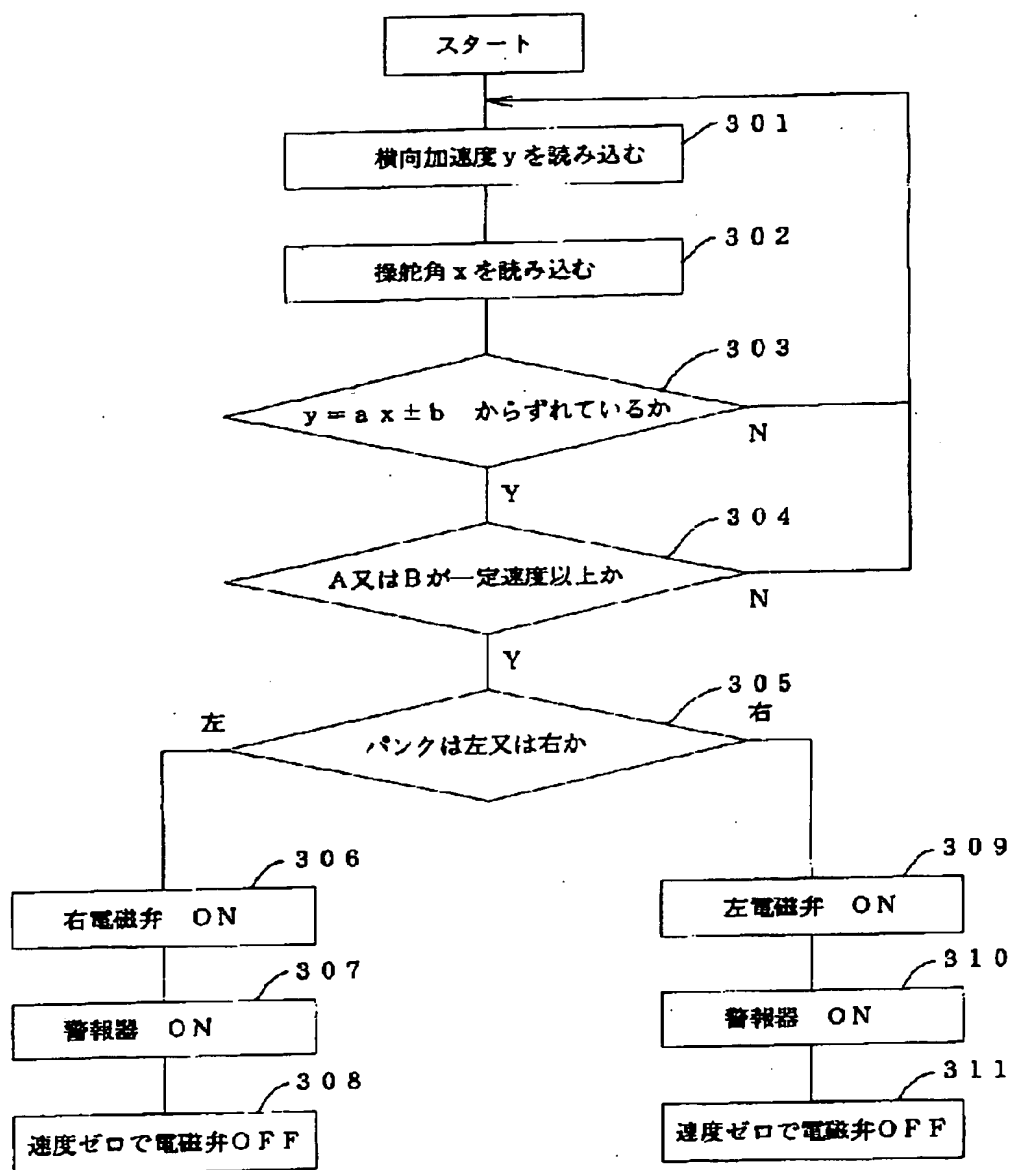 スタート
301
横向加速度yを読み込む
302
操舵角xを読み込む
303
y=ax±b からずれているか
N
Y
304
A又はBが一定速度以上か
N
Y
305
左
右
パンクは左又は右か
306
右電磁弁 ON
307
警報器 ON
308
速度ゼロで電磁弁OFF
309
左電磁弁 ON
310
警報器 ON
311
速度ゼロで電磁弁OFF